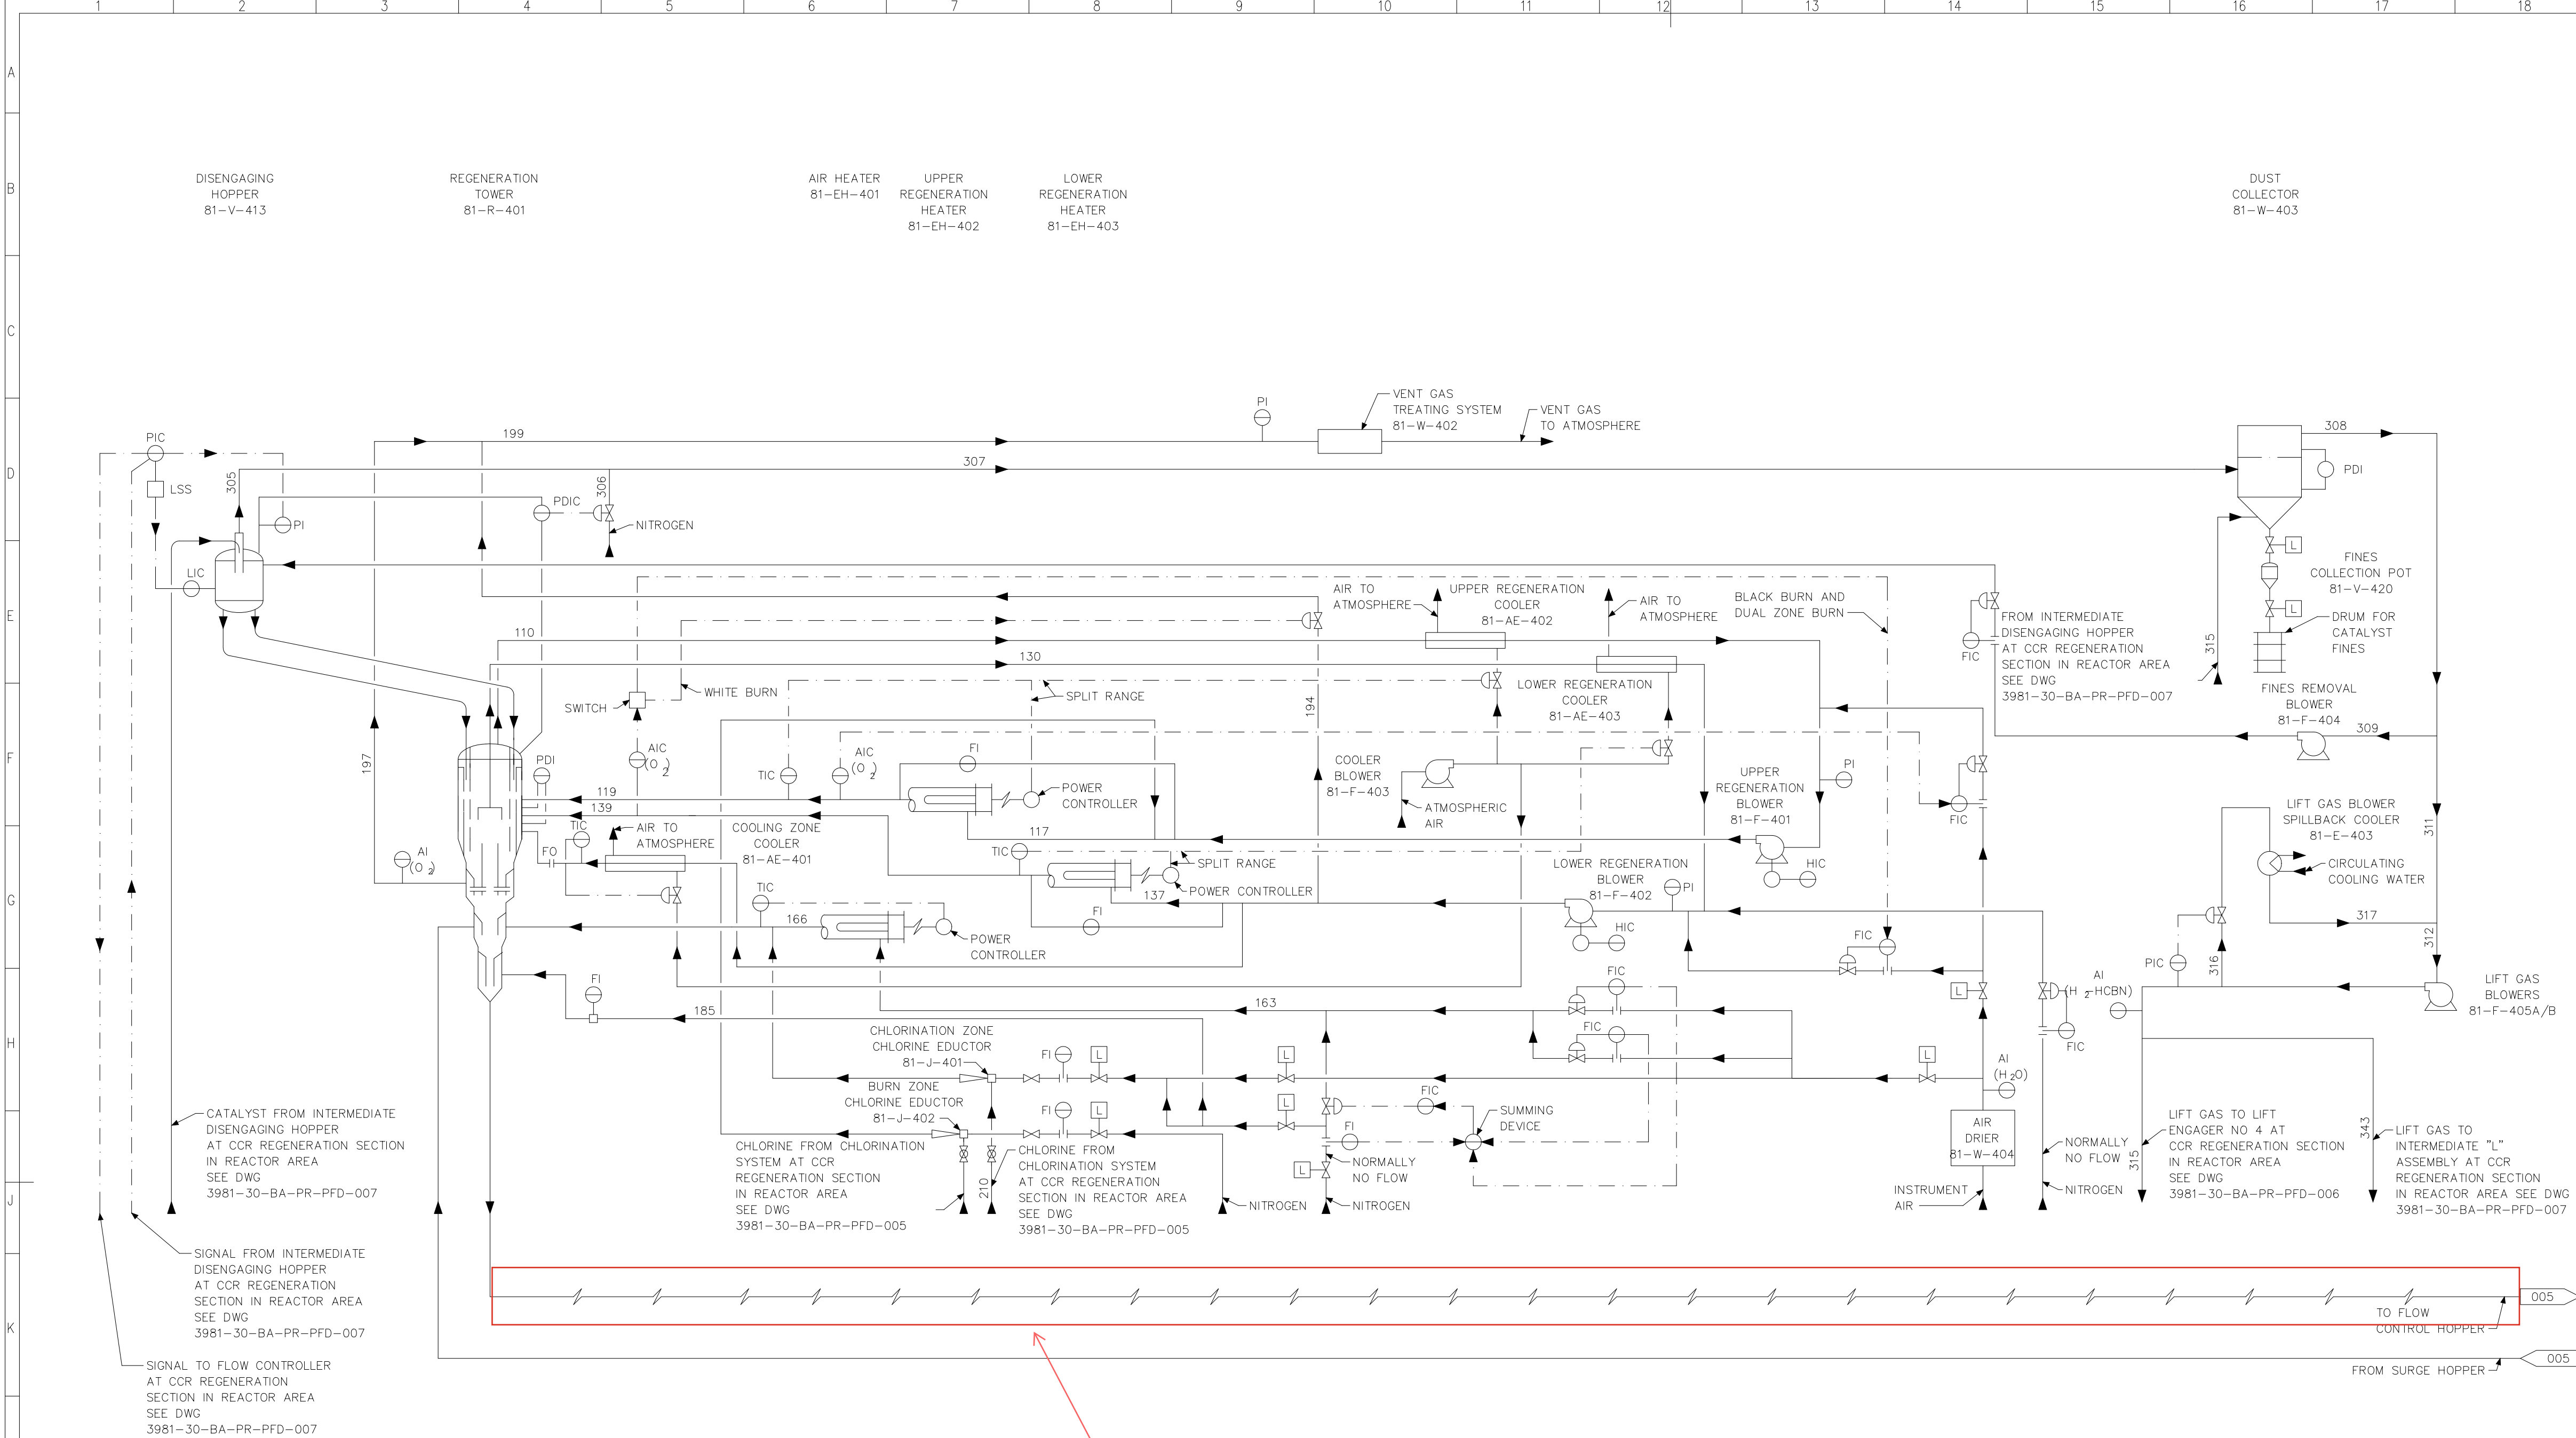 1 2 3 4 5 6 7 8 9 10 11 12 13 14 15 16 17 18
A
B
C
D
E
F
G
H
J
K
DISENGAGING
HOPPER
81-V-413
REGENERATION
TOWER
81-R-401
AIR HEATER
81-EH-401
UPPER
REGENERATION
HEATER
81-EH-402
LOWER
REGENERATION
HEATER
81-EH-403
DUST
COLLECTOR
81-W-403
VENT GAS
TREATING SYSTEM
81-W-402
VENT GAS
TO ATMOSPHERE
PI
199
307
308
PIC
LSS
305
PI
PDIC
306
NITROGEN
PDI
LIC
FINES
COLLECTION POT
81-V-420
L
L
DRUM FOR
CATALYST
FINES
315
AIR TO
ATMOSPHERE
UPPER REGENERATION
COOLER
81-AE-402
AIR TO
ATMOSPHERE
BLACK BURN AND
DUAL ZONE BURN
FIC
FROM INTERMEDIATE
DISENGAGING HOPPER
AT CCR REGENERATION
SECTION IN REACTOR AREA
SEE DWG
3981-30-BA-PR-PFD-007
110
130
WHITE BURN
SWITCH
SPLIT RANGE
194
LOWER REGENERATION
COOLER
81-AE-403
FINES REMOVAL
BLOWER
81-F-404
309
197
PDI
AIC
(O 2)
TIC
AIC
(O 2)
FI
POWER
CONTROLLER
COOLER
BLOWER
81-F-403
ATMOSPHERIC
AIR
UPPER
REGENERATION
BLOWER
81-F-401
PI
FIC
LIFT GAS BLOWER
SPILLBACK COOLER
81-E-403
CIRCULATING
COOLING WATER
311
119
139
TIC
FO
AIR TO
ATMOSPHERE
COOLING ZONE
COOLER
81-AE-401
117
TIC
SPLIT RANGE
POWER CONTROLLER
137
HIC
LOWER REGENERATION
BLOWER
81-F-402
PI
AI
(O 2)
TIC
166
POWER
CONTROLLER
FI
HIC
FIC
317
312
PIC
316
FI
185
163
FIC
FIC
L
AI
(H 2-HCBN)
FIC
LIFT GAS
BLOWERS
81-F-405A/B
CHLORINATION ZONE
CHLORINE EDUCTOR
81-J-401
FI
L
L
L
AI
(H2O)
BURN ZONE
CHLORINE EDUCTOR
81-J-402
FI
L
L
FIC
SUMMING
DEVICE
FI
NORMALLY
NO FLOW
L
AIR
DRIER
81-W-404
NORMALLY
NO FLOW
CATALYST FROM INTERMEDIATE
DISENGAGING HOPPER
AT CCR REGENERATION SECTION
IN REACTOR AREA
SEE DWG
3981-30-BA-PR-PFD-007
CHLORINE FROM CHLORINATION
SYSTEM AT CCR
REGENERATION SECTION
IN REACTOR AREA
SEE DWG
3981-30-BA-PR-PFD-005
210
CHLORINE FROM
CHLORINATION SYSTEM
AT CCR REGENERATION
SECTION IN REACTOR AREA
SEE DWG
3981-30-BA-PR-PFD-005
NITROGEN
NITROGEN
INSTRUMENT
AIR
NITROGEN
315
LIFT GAS TO LIFT
ENGAGER NO 4 AT
CCR REGENERATION SECTION
IN REACTOR AREA
SEE DWG
3981-30-BA-PR-PFD-006
343
LIFT GAS TO
INTERMEDIATE "L"
ASSEMBLY AT CCR
REGENERATION SECTION
IN REACTOR AREA SEE DWG
3981-30-BA-PR-PFD-007
SIGNAL FROM INTERMEDIATE
DISENGAGING HOPPER
AT CCR REGENERATION
SECTION IN REACTOR AREA
SEE DWG
3981-30-BA-PR-PFD-007
005
TO FLOW
CONTROL HOPPER
005
FROM SURGE HOPPER
SIGNAL TO FLOW CONTROLLER
AT CCR REGENERATION
SECTION IN REACTOR AREA
SEE DWG
3981-30-BA-PR-PFD-007